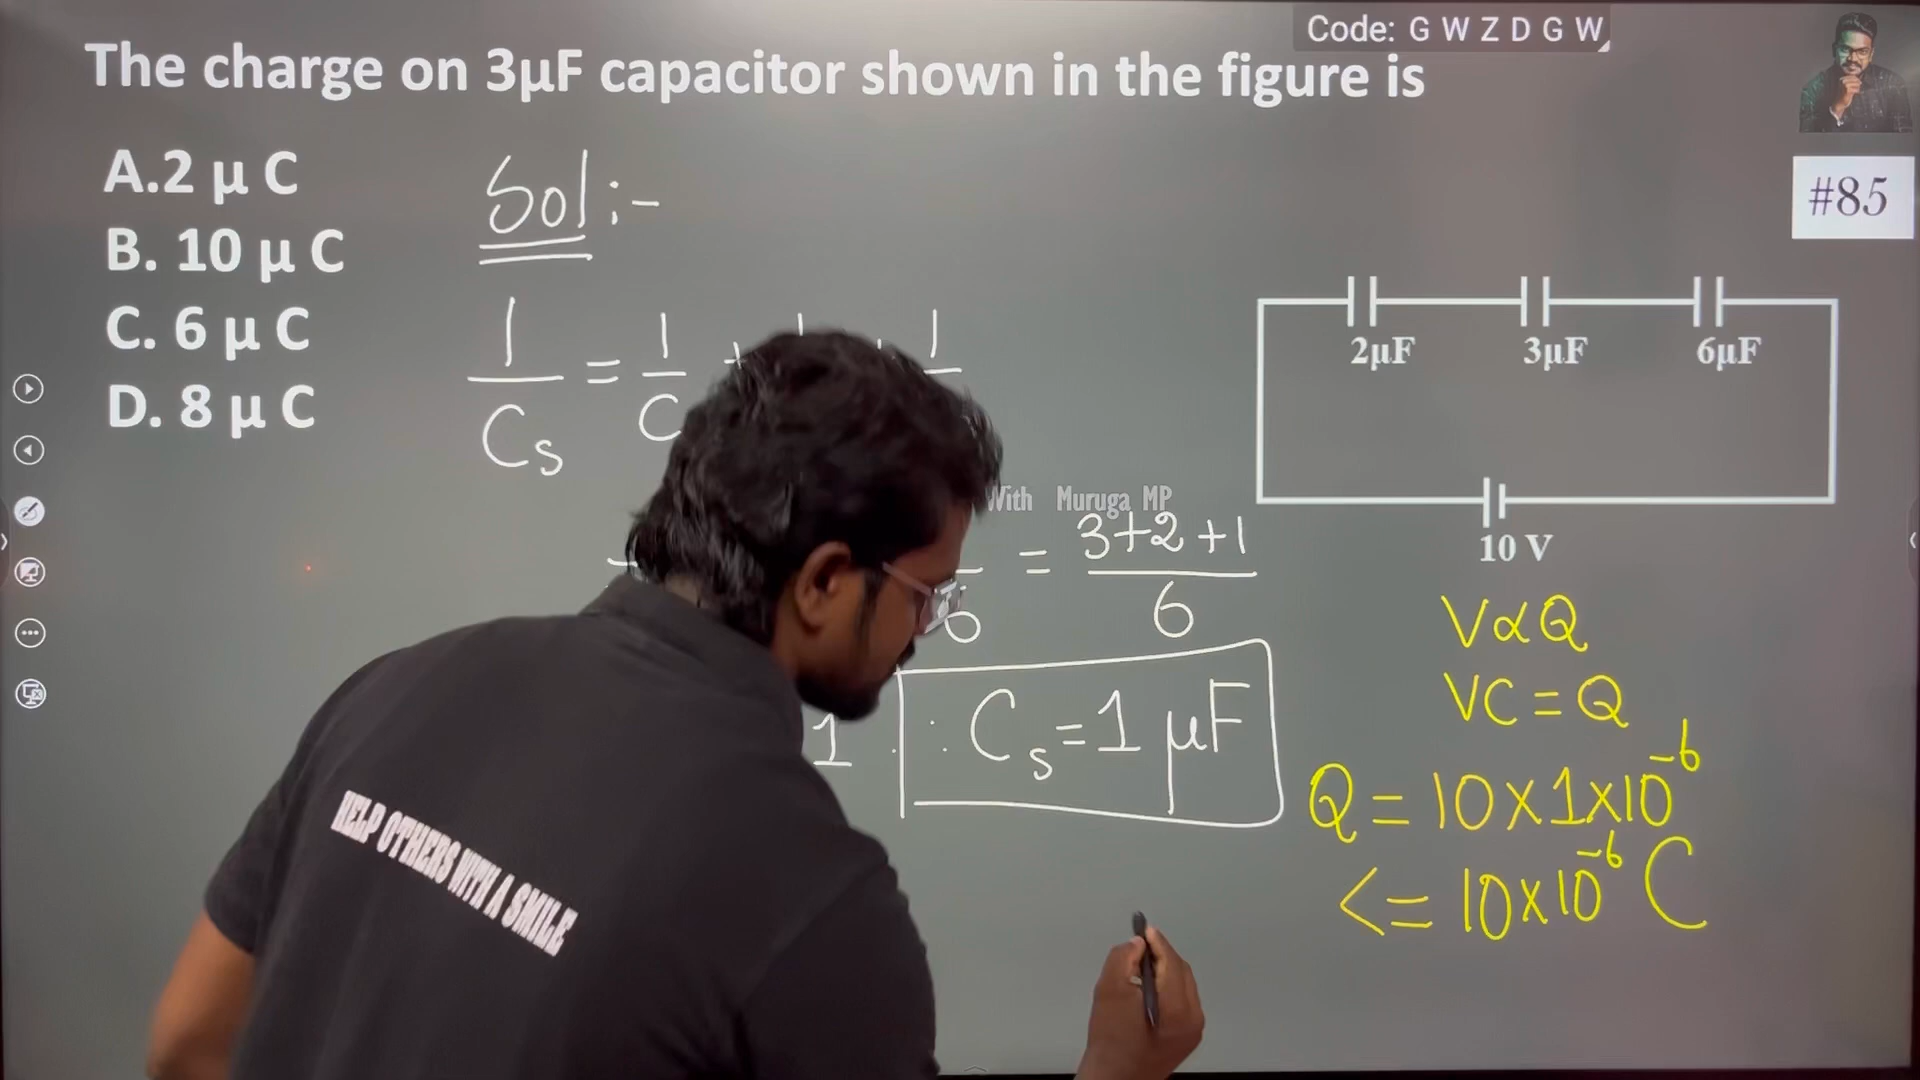 Code: G W Z D G W
The charge on 3µF capacitor shown in the figure is
#85
A.2 µ C
B. 10 µ C
C. 6 µ C
D. 8 µ C
Sol:-
1/Cs = 1/C + 1
2µF 3µF 6µF
10 V
With Muruga MP
6 = 3+2+1/6
1 ∴ Cs=1 µF
V∝Q
VC=Q
Q = 10×1×10⁻⁶
<= 10×10⁻⁶ C
HELP OTHERS WITH A SMILE